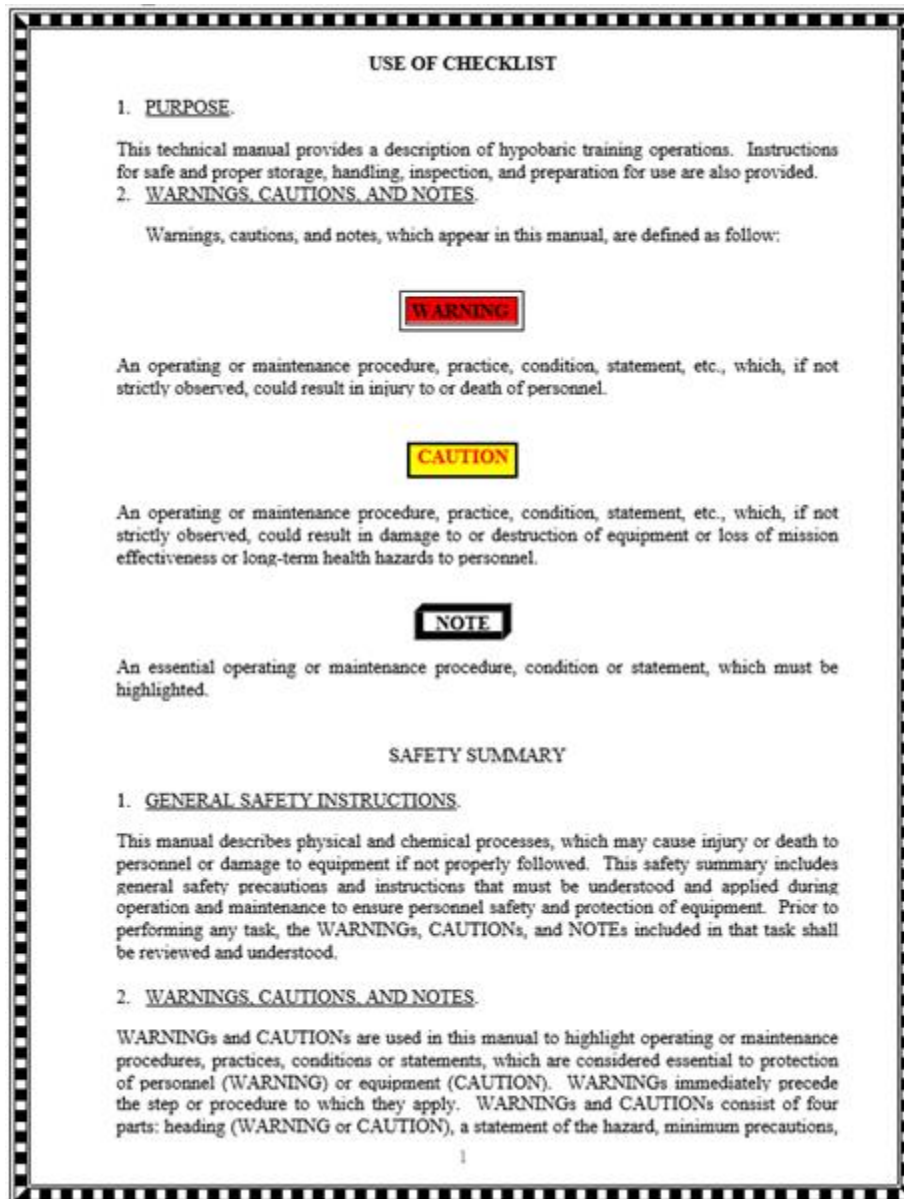 USE OF CHECKLIST
1. PURPOSE.
This technical manual provides a description of hypobaric training operations. Instructions
for safe and proper storage, handling, inspection, and preparation for use are also provided.
2. WARNINGS, CAUTIONS, AND NOTES.
Warnings, cautions, and notes, which appear in this manual, are defined as follow:
WARNING
An operating or maintenance procedure, practice, condition, statement, etc., which, if not
strictly observed, could result in injury to or death of personnel.
CAUTION
An operating or maintenance procedure, practice, condition, statement, etc., which, if not
strictly observed, could result in damage to or destruction of equipment or loss of mission
effectiveness or long-term health hazards to personnel.
NOTE
An essential operating or maintenance procedure, condition or statement, which must be
highlighted.
SAFETY SUMMARY
1. GENERAL SAFETY INSTRUCTIONS.
This manual describes physical and chemical processes, which may cause injury or death to
personnel or damage to equipment if not properly followed. This safety summary includes
general safety precautions and instructions that must be understood and applied during
operation and maintenance to ensure personnel safety and protection of equipment. Prior to
performing any task, the WARNINGs, CAUTIONs, and NOTEs included in that task shall
be reviewed and understood.
2. WARNINGS, CAUTIONS, AND NOTES.
WARNINGs and CAUTIONs are used in this manual to highlight operating or maintenance
procedures, practices, conditions or statements, which are considered essential to protection
of personnel (WARNING) or equipment (CAUTION). WARNINGs immediately precede
the step or procedure to which they apply. WARNINGs and CAUTIONs consist of four
parts: heading (WARNING or CAUTION), a statement of the hazard, minimum precautions,
1